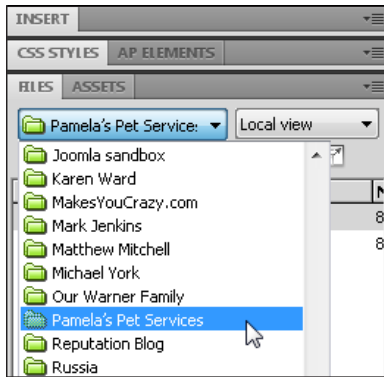 INSERT
CSS STYLES AP ELEMENTS
FILES ASSETS
Pamela's Pet Service: Local view
Joomla sandbox
Karen Ward
MakesYouCrazy.com
Mark Jenkins
Matthew Mitchell
8
Michael York
Our Warner Family
Pamela's Pet Services
Reputation Blog
Russia